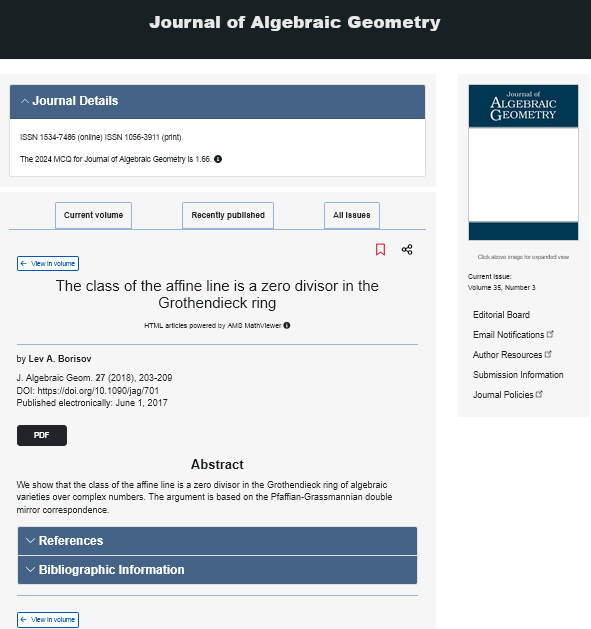 Journal of Algebraic Geometry
Journal Details
ISSN 1534-7486 (online) ISSN 1056-3911 (print)
The 2024 MCQ for Journal of Algebraic Geometry is 1.66.
Current volume
Recently published
All issues
View in volume
The class of the affine line is a zero divisor in the
Grothendieck ring
HTML articles powered by AMS MathViewer
by Lev A. Borisov
J. Algebraic Geom. 27 (2018), 203-209
DOI: https://doi.org/10.1090/jag/701
Published electronically: June 1, 2017
PDF
Abstract
We show that the class of the affine line is a zero divisor in the Grothendieck ring of algebraic
varieties over complex numbers. The argument is based on the Pfaffian-Grassmannian double
mirror correspondence.
References
Bibliographic Information
View in volume
Journal of
ALGEBRAIC
GEOMETRY
Click above image for expanded view
Current Issue:
Volume 35, Number 3
Editorial Board
Email Notifications
Author Resources
Submission Information
Journal Policies